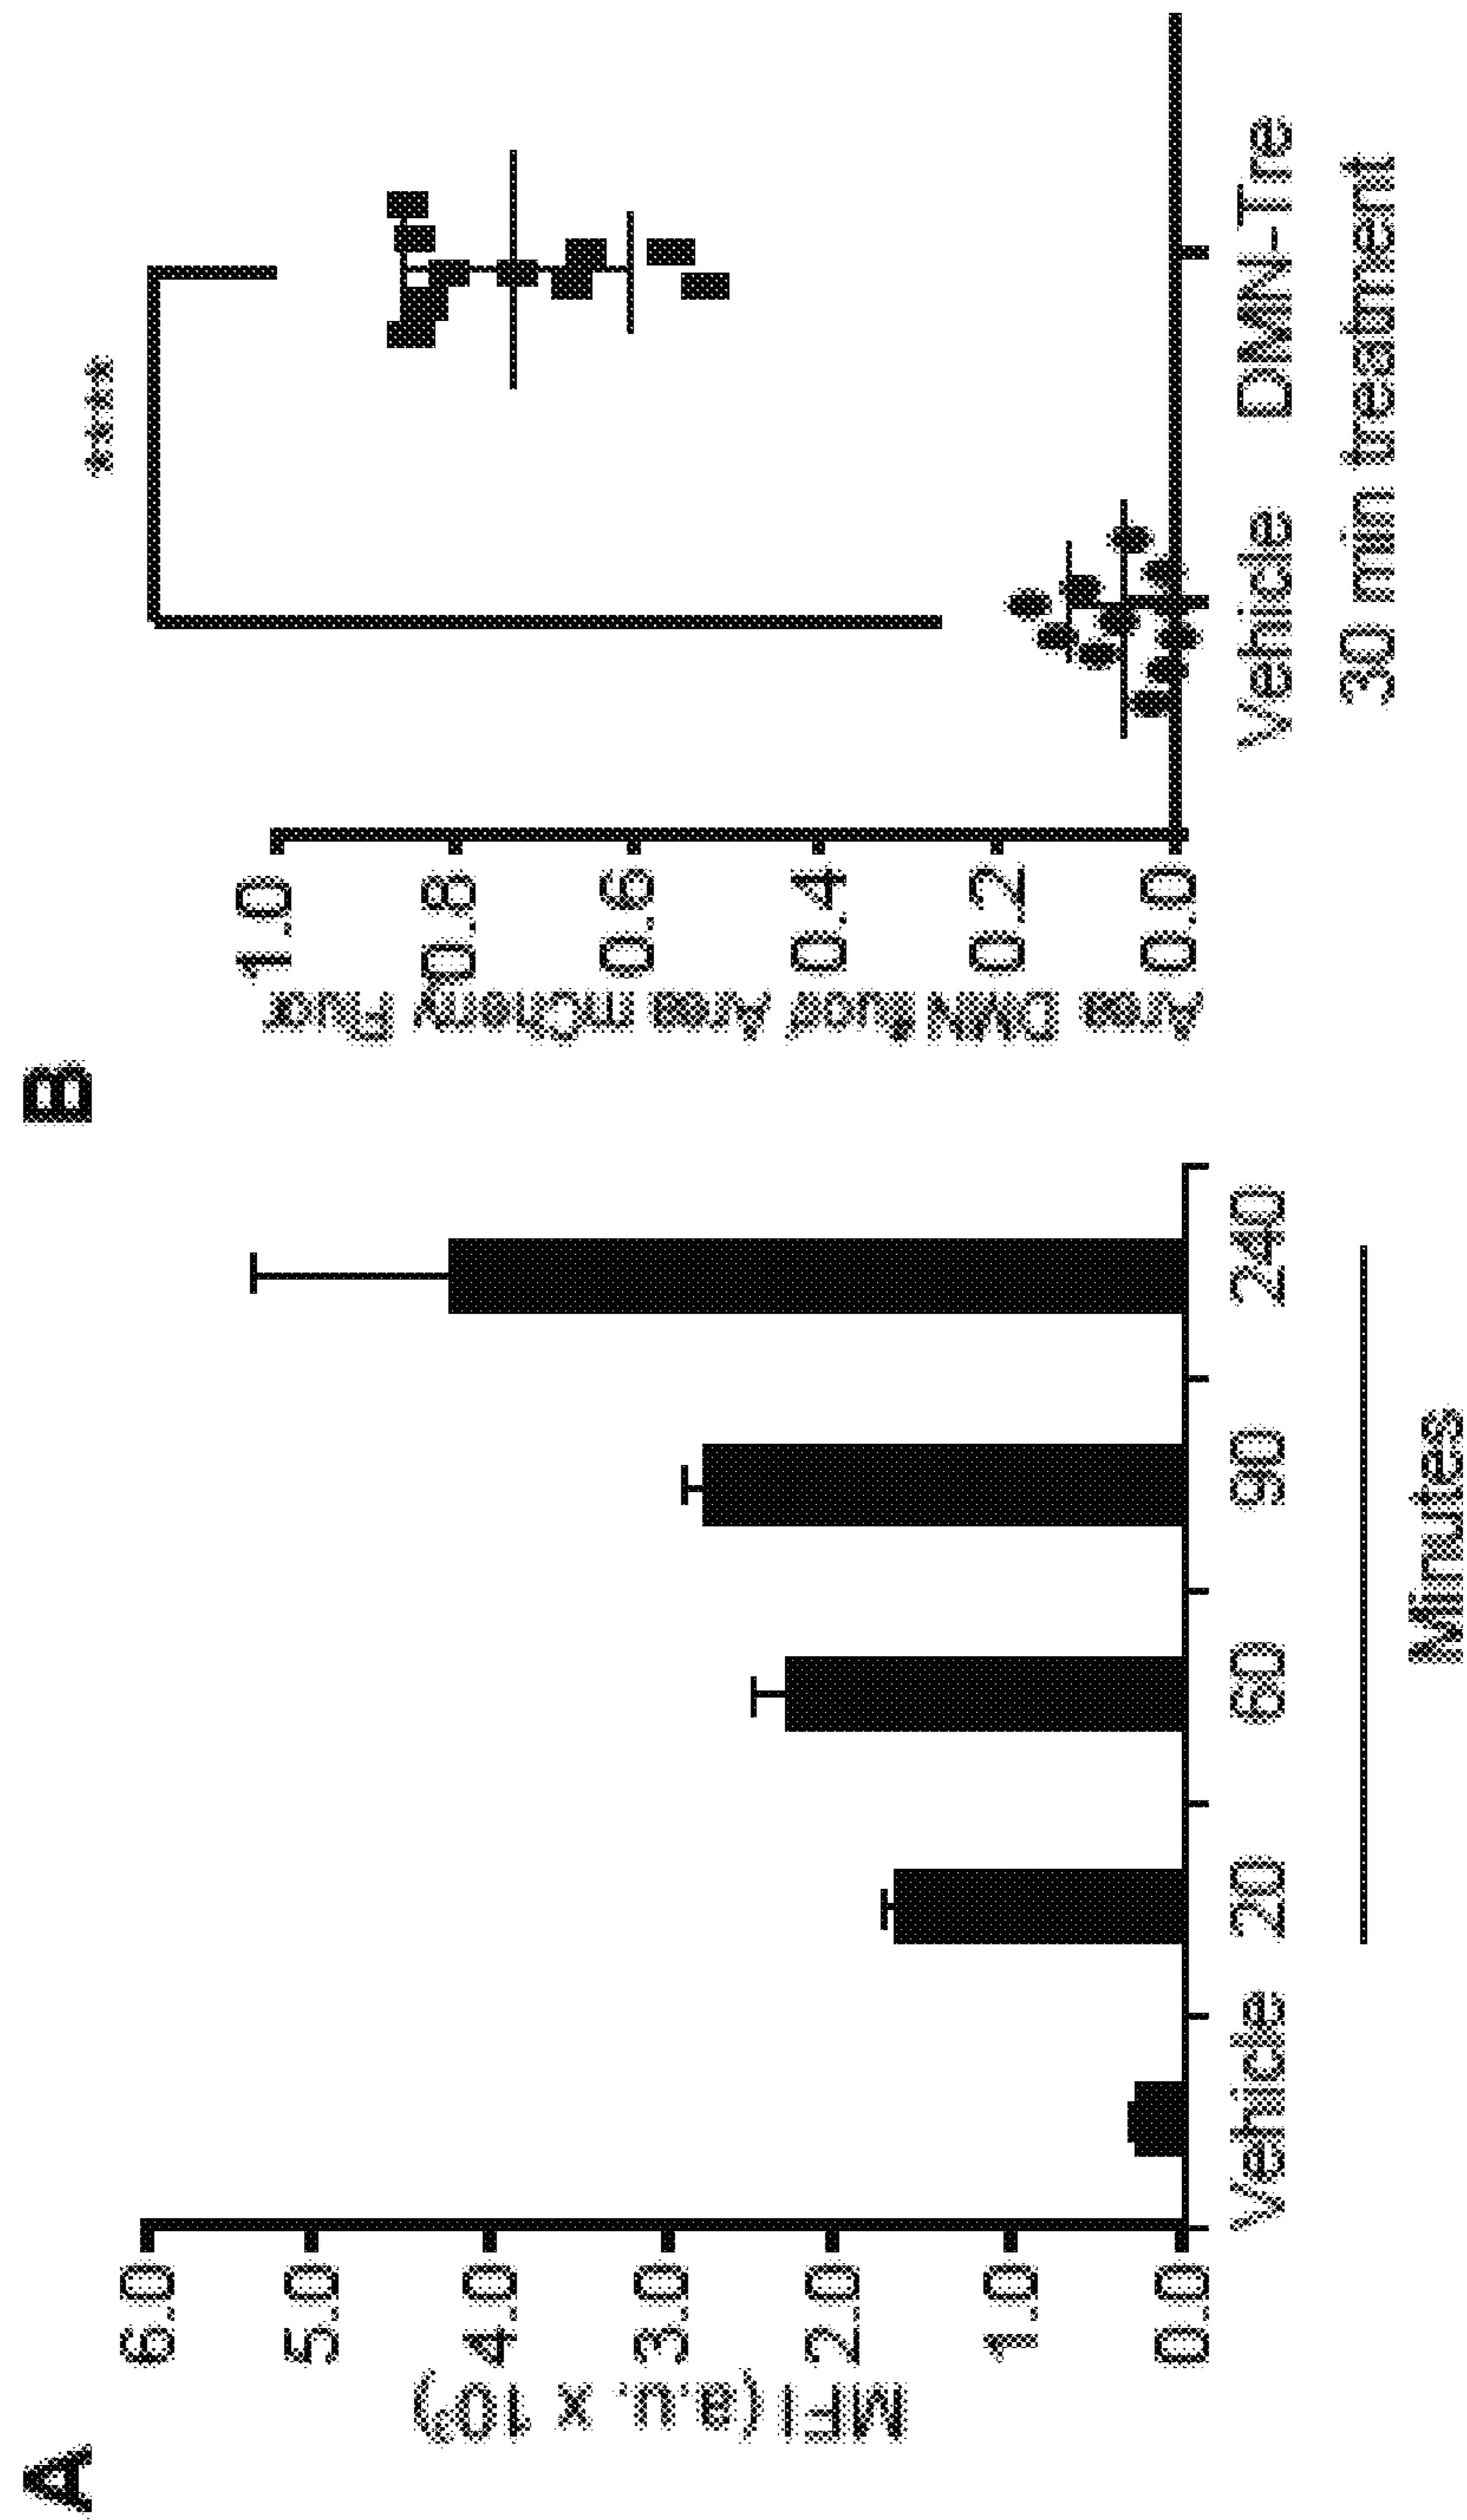 A
MFI (a.u. x 10³)
6.0
5.0
4.0
3.0
2.0
1.0
0.0
Vehicle 20 60 90 240
Minutes
B
Area DMN fluor/ Area mCherry Fluor
1.0
0.8
0.6
0.4
0.2
0.0
****
Vehicle DMN-Tre
30 min treatment